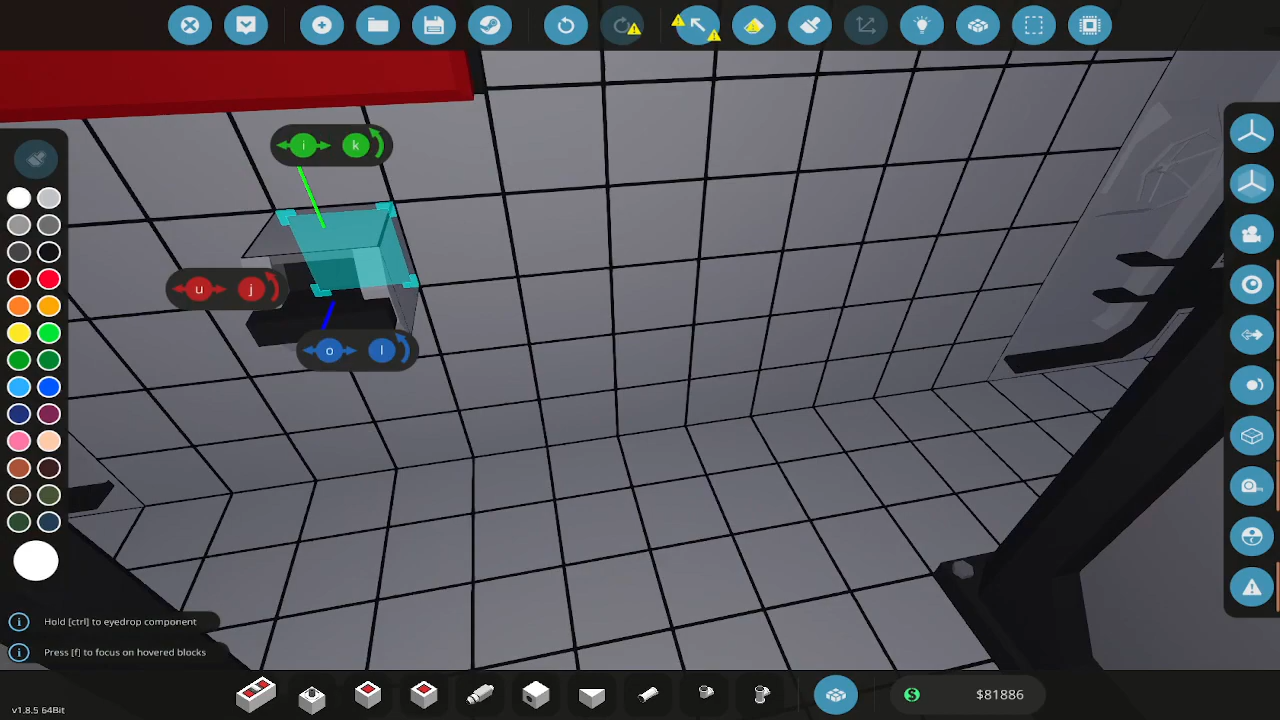 i k
u j
o l
Hold [ctrl] to eyedrop component
Press [f] to focus on hovered blocks
v1.8.5 64Bit
$ $81886